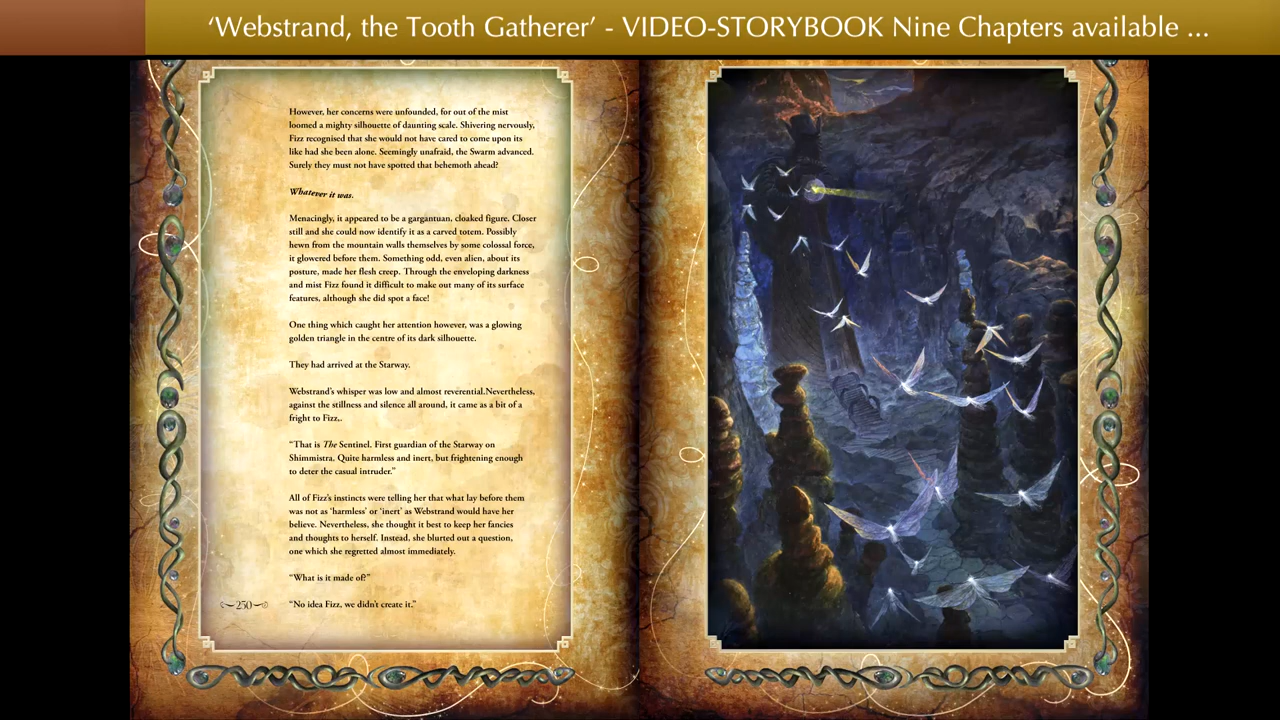 ‘Webstrand, the Tooth Gatherer’ - VIDEO-STORYBOOK Nine Chapters available ...
However, her concerns were unfounded, for out of the mist
loomed a mighty silhouette of daunting scale. Shivering nervously,
Fizz recognised that she would not have cared to come upon its
like had she been alone. Seemingly unafraid, the Swarm advanced.
Surely they must not have spotted that behemoth ahead?
Whatever it was.
Menacingly, it appeared to be a gargantuan, cloaked figure. Closer
still and she could now identify it as a carved totem. Possibly
hewn from the mountain walls themselves by some colossal force,
it glowered before them. Something odd, even alien, about its
posture, made her flesh creep. Through the enveloping darkness
and mist Fizz found it difficult to make out many of its surface
features, although she did spot a face!
One thing which caught her attention however, was a glowing
golden triangle in the centre of its dark silhouette.
They had arrived at the Starway.
Webstrand’s whisper was low and almost reverential.Nevertheless,
against the stillness and silence all around, it came as a bit of a
fright to Fizz,.
“That is The Sentinel. First guardian of the Starway on
Shimmistra. Quite harmless and inert, but frightening enough
to deter the casual intruder.”
All of Fizz’s instincts were telling her that what lay before them
was not as ‘harmless’ or ‘inert’ as Webstrand would have her
believe. Nevertheless, she thought it best to keep her fancies
and thoughts to herself. Instead, she blurted out a question,
one which she regretted almost immediately.
“What is it made of?”
“No idea Fizz, we didn’t create it.”
250